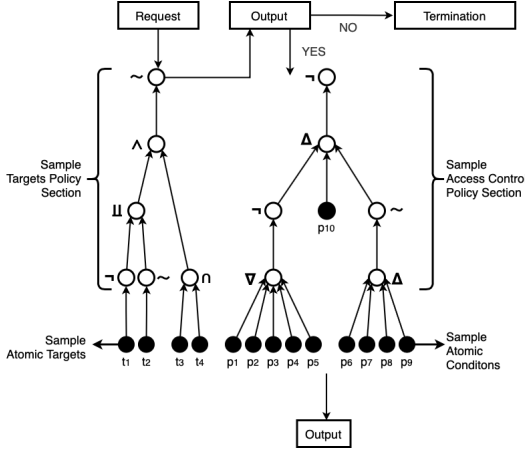 Request
Output
Termination
NO
YES
~
¬
∧
Δ
Sample
Targets Policy
Section
Sample
Access Contro
Policy Section
⨿
¬
p10
~
¬
~
∩
∇
Δ
Sample
Atomic Targets
t1
t2
t3
t4
p1
p2
p3
p4
p5
p6
p7
p8
p9
Sample
Atomic
Conditons
Output